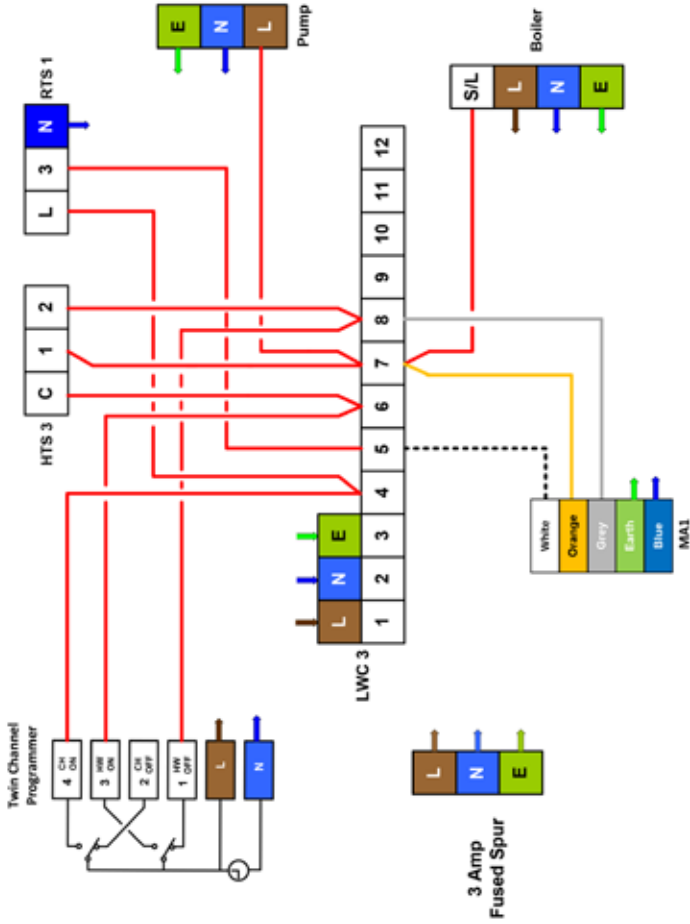 Twin Channel
Programmer
4 CH ON
3 HW ON
2 CH OFF
1 HW OFF
L
N
HTS 3
C
1
2
RTS 1
L
3
N
E
N
L
Pump
LWC 3
L
N
E
1
2
3
4
5
6
7
8
9
10
11
12
Boiler
S/L
L
N
E
3 Amp
Fused Spur
L
N
E
White
Orange
Grey
Earth
Blue
MA1